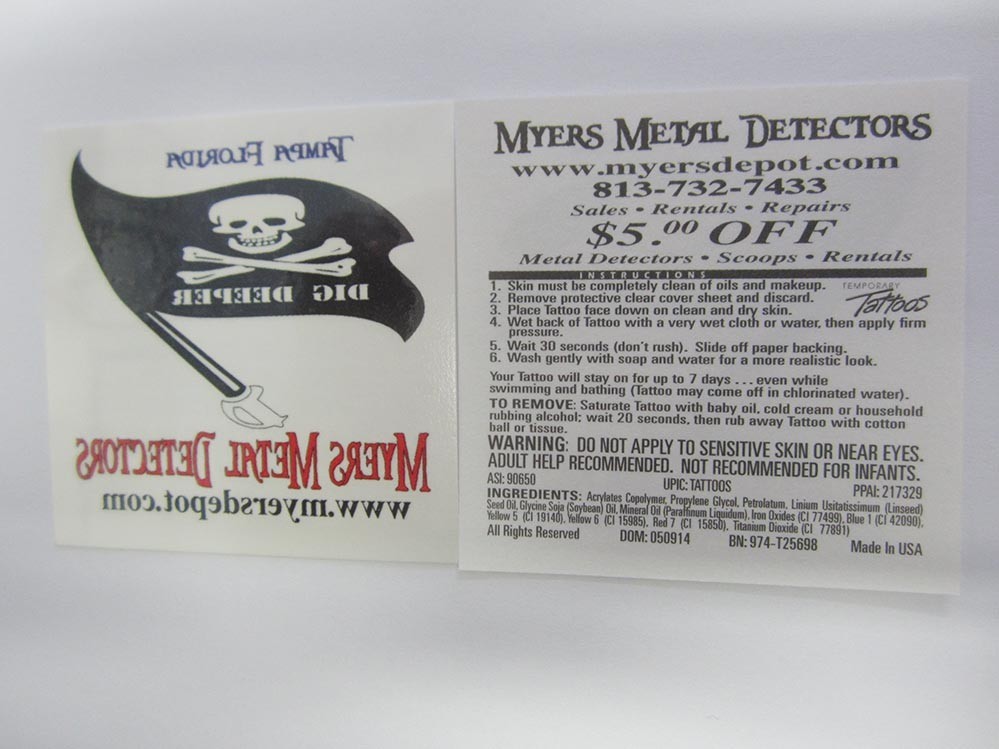 TAMPA FLORIDA
DIG DEEPER
MYERS METAL DETECTORS
www.myersdepot.com
MYERS METAL DETECTORS
www.myersdepot.com
813-732-7433
Sales • Rentals • Repairs
$5.00 OFF
Metal Detectors • Scoops • Rentals
INSTRUCTIONS
TEMPORARY
Tattoos
1. Skin must be completely clean of oils and makeup.
2. Remove protective clear cover sheet and discard.
3. Place Tattoo face down on clean and dry skin.
4. Wet back of Tattoo with a very wet cloth or water, then apply firm
pressure.
5. Wait 30 seconds (don't rush). Slide off paper backing.
6. Wash gently with soap and water for a more realistic look.
Your Tattoo will stay on for up to 7 days . . . even while
swimming and bathing (Tattoo may come off in chlorinated water).
TO REMOVE: Saturate Tattoo with baby oil, cold cream or household
rubbing alcohol; wait 20 seconds, then rub away Tattoo with cotton
ball or tissue.
WARNING: DO NOT APPLY TO SENSITIVE SKIN OR NEAR EYES.
ADULT HELP RECOMMENDED. NOT RECOMMENDED FOR INFANTS.
ASI: 90650 UPIC: TATTOOS PPAI: 217329
INGREDIENTS: Acrylates Copolymer, Propylene Glycol, Petrolatum, Linium Usitatissimum (Linseed)
Seed Oil, Glycine Soja (Soybean) Oil, Mineral Oil (Paraffinum Liquidum), Iron Oxides (CI 77499), Blue 1 (CI 42090),
Yellow 5 (CI 19140), Yellow 6 (CI 15985), Red 7 (CI 15850), Titanium Dioxide (CI 77891)
All Rights Reserved DOM: 050914 BN: 974-T25698 Made In USA